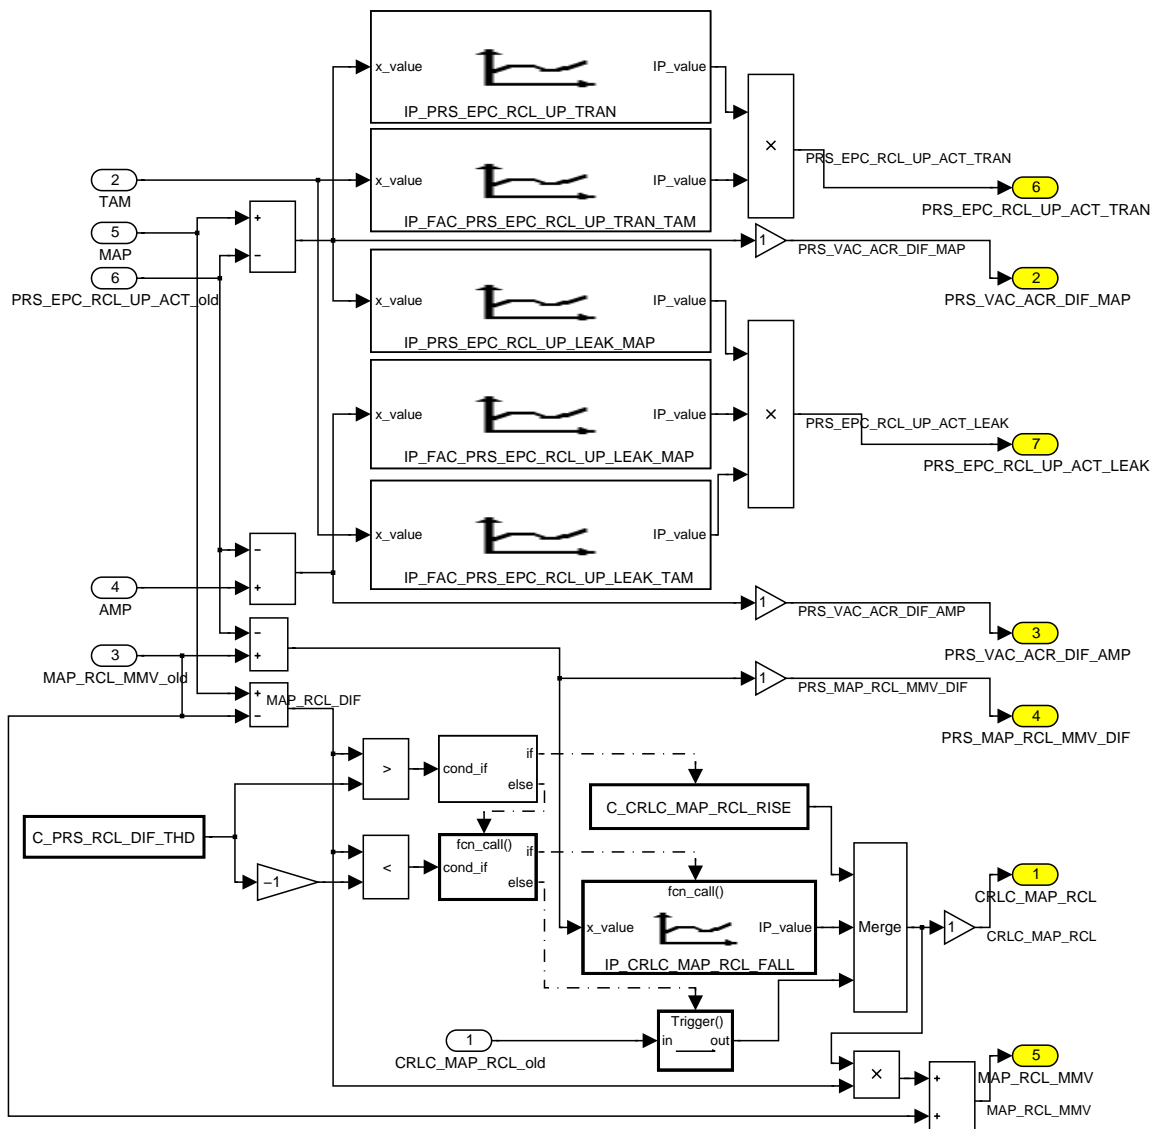 x_value
IP_value
IP_PRS_EPC_RCL_UP_TRAN
x_value
IP_value
IP_FAC_PRS_EPC_RCL_UP_TRAN_TAM
×
PRS_EPC_RCL_UP_ACT_TRAN
6
PRS_EPC_RCL_UP_ACT_TRAN
2
TAM
5
MAP
6
PRS_EPC_RCL_UP_ACT_old
+
−
1
PRS_VAC_ACR_DIF_MAP
2
PRS_VAC_ACR_DIF_MAP
x_value
IP_value
IP_PRS_EPC_RCL_UP_LEAK_MAP
x_value
IP_value
IP_FAC_PRS_EPC_RCL_UP_LEAK_MAP
×
PRS_EPC_RCL_UP_ACT_LEAK
7
PRS_EPC_RCL_UP_ACT_LEAK
x_value
IP_value
IP_FAC_PRS_EPC_RCL_UP_LEAK_TAM
−
+
4
AMP
1
PRS_VAC_ACR_DIF_AMP
3
PRS_VAC_ACR_DIF_AMP
−
+
3
MAP_RCL_MMV_old
+
−
MAP_RCL_DIF
1
PRS_MAP_RCL_MMV_DIF
4
PRS_MAP_RCL_MMV_DIF
>
cond_if
if
else
C_CRLC_MAP_RCL_RISE
C_PRS_RCL_DIF_THD
−1
<
fcn_call()
cond_if
if
else
fcn_call()
x_value
IP_value
IP_CRLC_MAP_RCL_FALL
Merge
1
1
CRLC_MAP_RCL
CRLC_MAP_RCL
Trigger()
in
out
1
CRLC_MAP_RCL_old
×
+
+
5
MAP_RCL_MMV
MAP_RCL_MMV